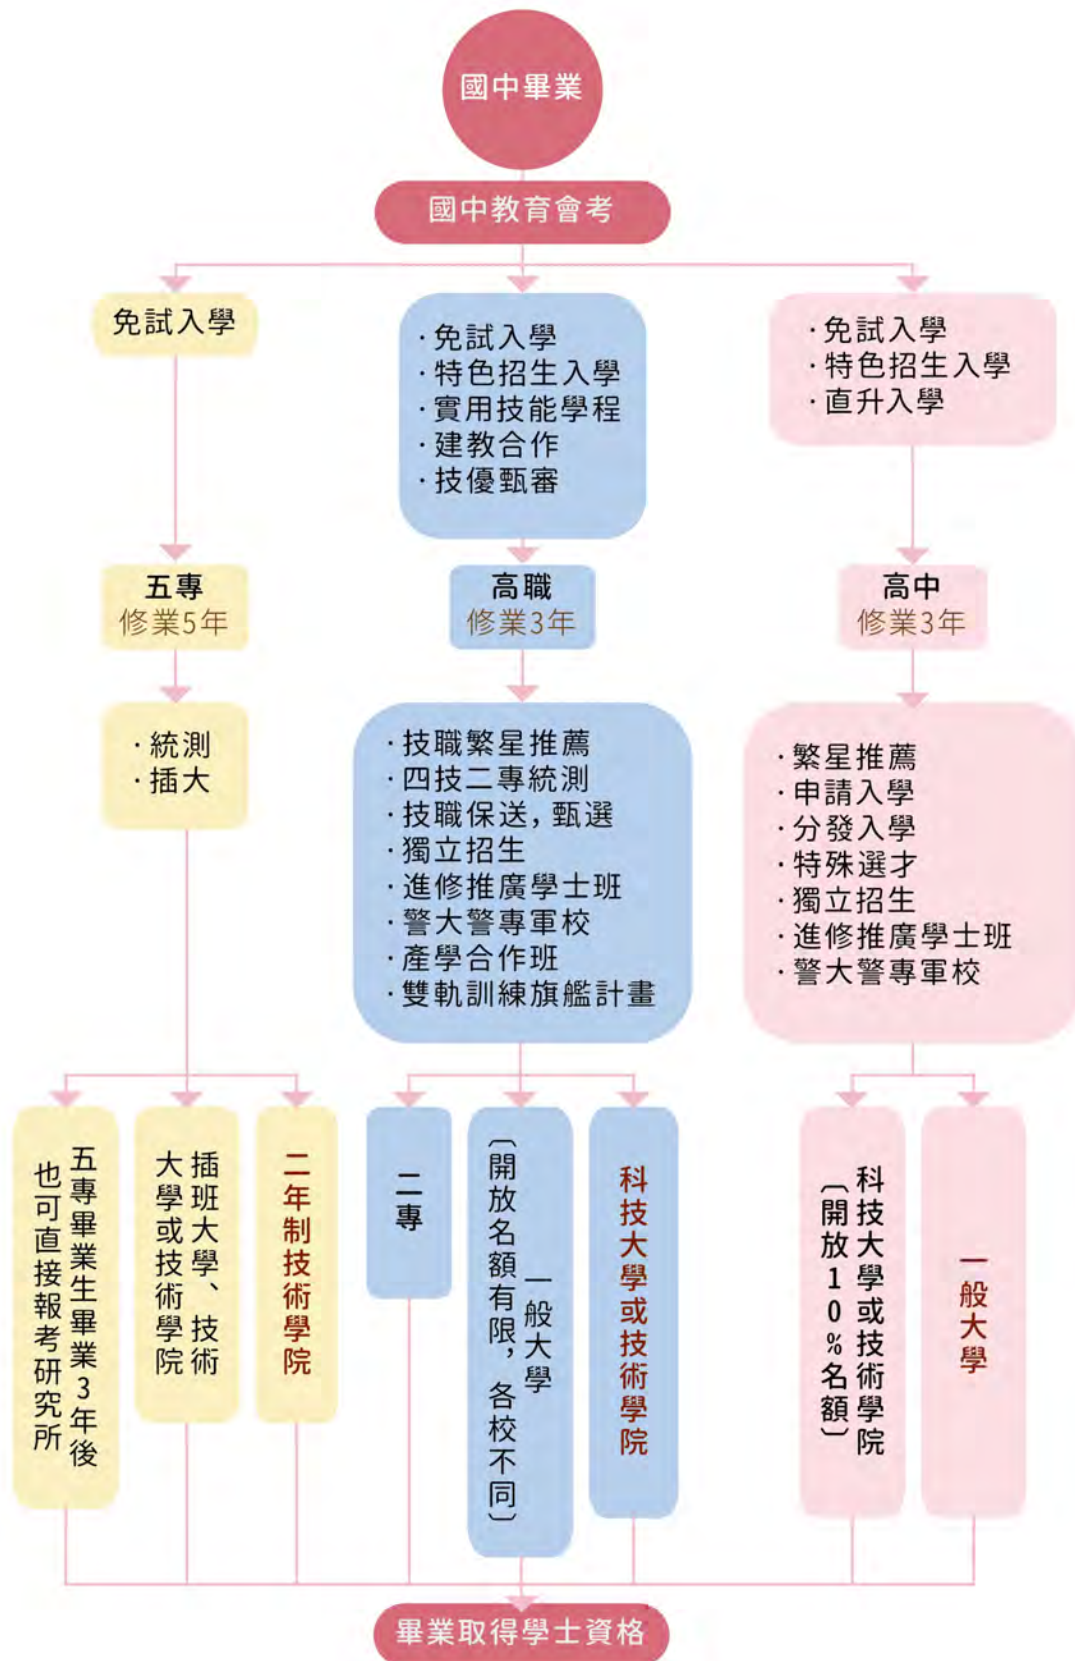 國中畢業
國中教育會考
免試入學
·免試入學
·特色招生入學
·實用技能學程
·建教合作
·技優甄審
·免試入學
·特色招生入學
·直升入學
五專
修業5年
高職
修業3年
高中
修業3年
·統測
·插大
·技職繁星推薦
·四技二專統測
·技職保送,甄選
·獨立招生
·進修推廣學士班
·警大警專軍校
·產學合作班
·雙軌訓練旗艦計畫
·繁星推薦
·申請入學
·分發入學
·特殊選才
·獨立招生
·進修推廣學士班
·警大警專軍校
五專畢業生畢業3年後
也可直接報考研究所
插班大學、技術
大學或技術學院
二年制技術學院
二專
一般大學
〔開放名額有限,各校不同〕
科技大學或技術學院
科技大學或技術學院
〔開放10%名額〕
一般大學
畢業取得學士資格